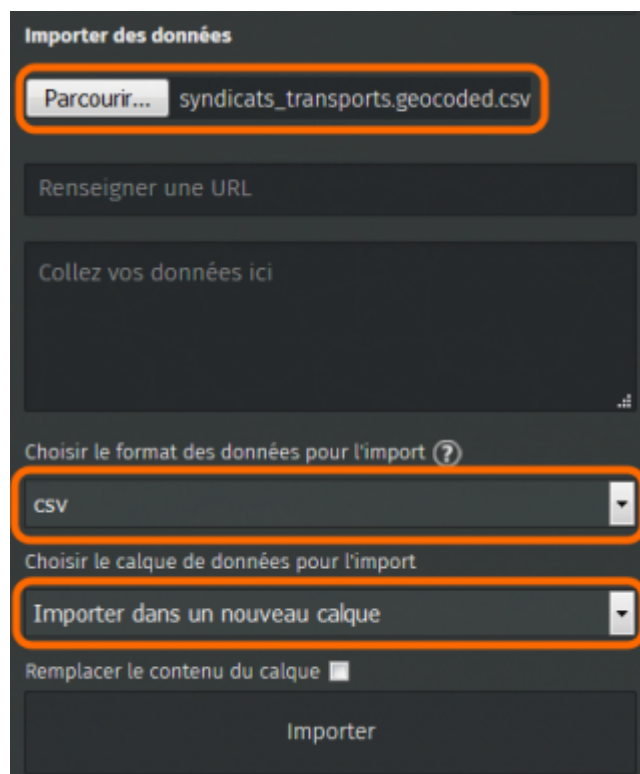 Importer des données
Parcourir... syndicats_transports.geocoded.csv
Renseigner une URL
Collez vos données ici
Choisir le format des données pour l'import ?
csv
Choisir le calque de données pour l'import
Importer dans un nouveau calque
Remplacer le contenu du calque
Importer